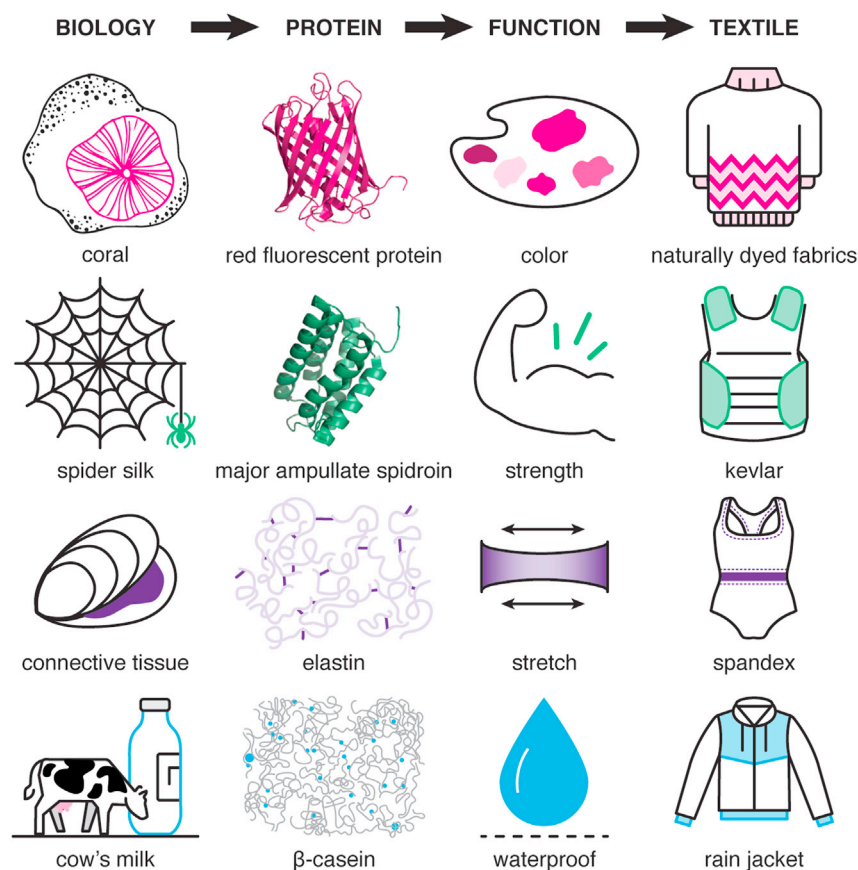 BIOLOGY PROTEIN FUNCTION TEXTILE
coral red fluorescent protein color naturally dyed fabrics
spider silk major ampullate spidroin strength kevlar
connective tissue elastin stretch spandex
cow's milk β-casein waterproof rain jacket